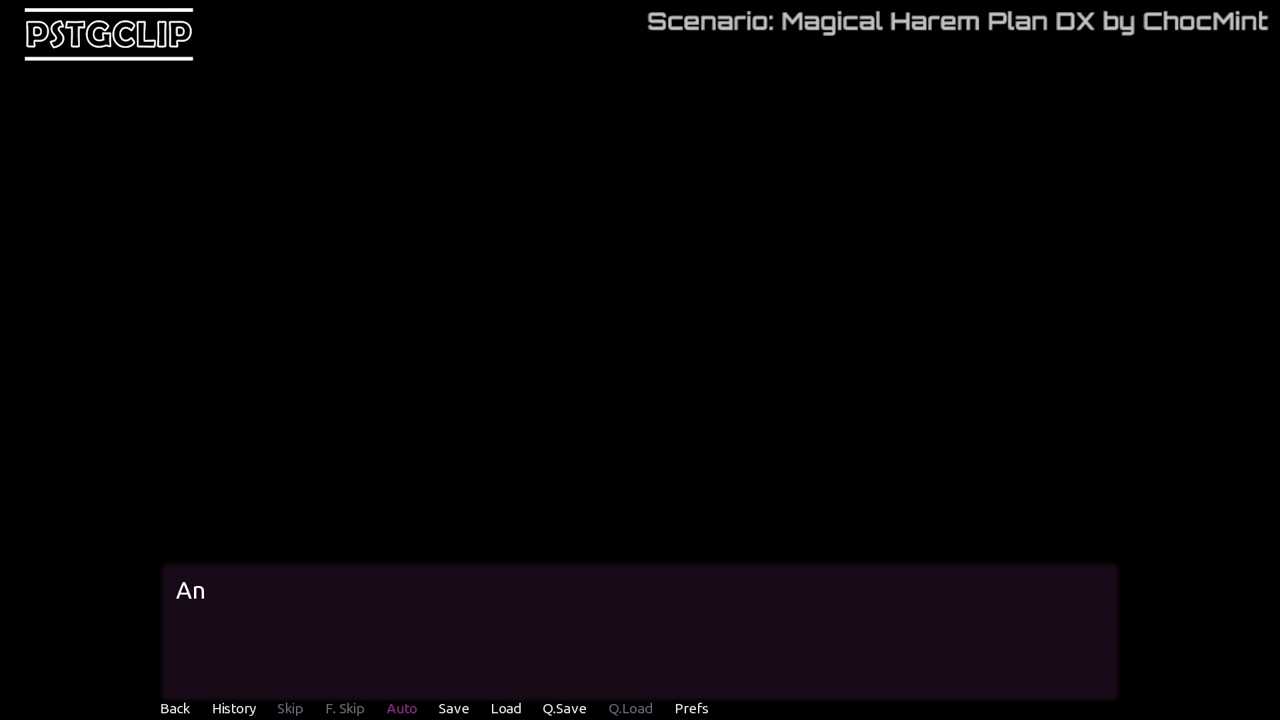 PSTGCLIP
Scenario: Magical Harem Plan DX by ChocMint
An
Back History Skip F. Skip Auto Save Load Q.Save Q.Load Prefs